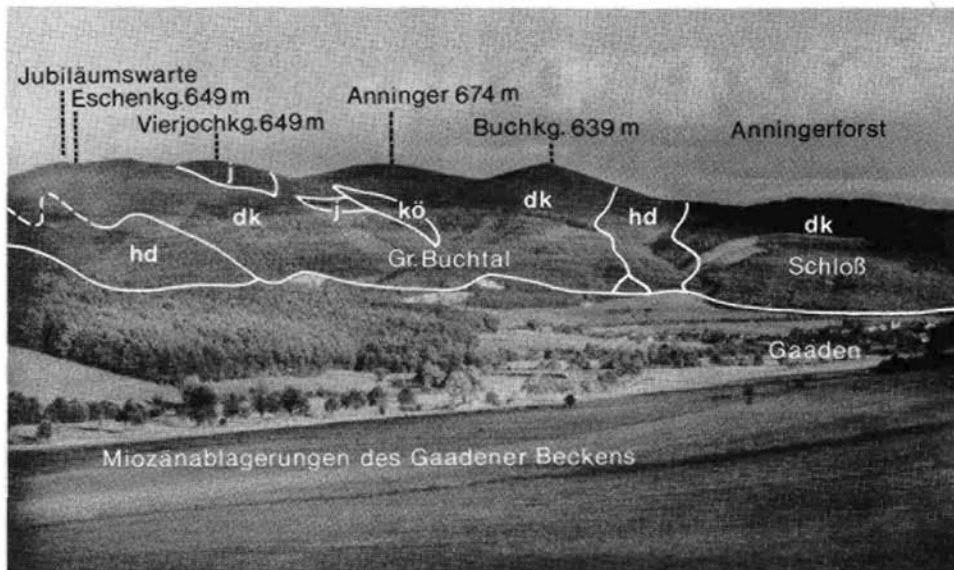 Jubiläumswarte
Eschenkg. 649 m
Vierjochkg. 649 m
Anninger 674 m
Buchkg. 639 m
Anningerforst
dk
j
kö
dk
hd
dk
hd
Gr. Buchtal
Schloß
Gaaden
Miozänablagerungen des Gaadener Beckens